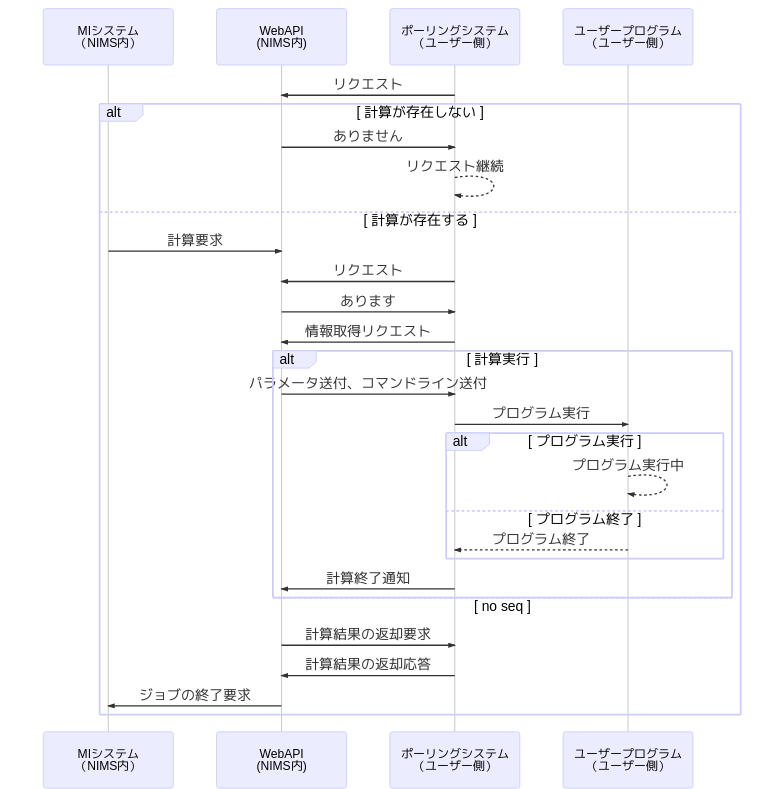 MIシステム
（NIMS内）
WebAPI
(NIMS内)
ポーリングシステム
（ユーザー側）
ユーザープログラム
（ユーザー側）
リクエスト
alt
[ 計算が存在しない ]
ありません
リクエスト継続
[ 計算が存在する ]
計算要求
リクエスト
あります
情報取得リクエスト
alt
[ 計算実行 ]
パラメータ送付、コマンドライン送付
プログラム実行
alt
[ プログラム実行 ]
プログラム実行中
[ プログラム終了 ]
プログラム終了
計算終了通知
[ no seq ]
計算結果の返却要求
計算結果の返却応答
ジョブの終了要求
MIシステム
（NIMS内）
WebAPI
(NIMS内)
ポーリングシステム
（ユーザー側）
ユーザープログラム
（ユーザー側）